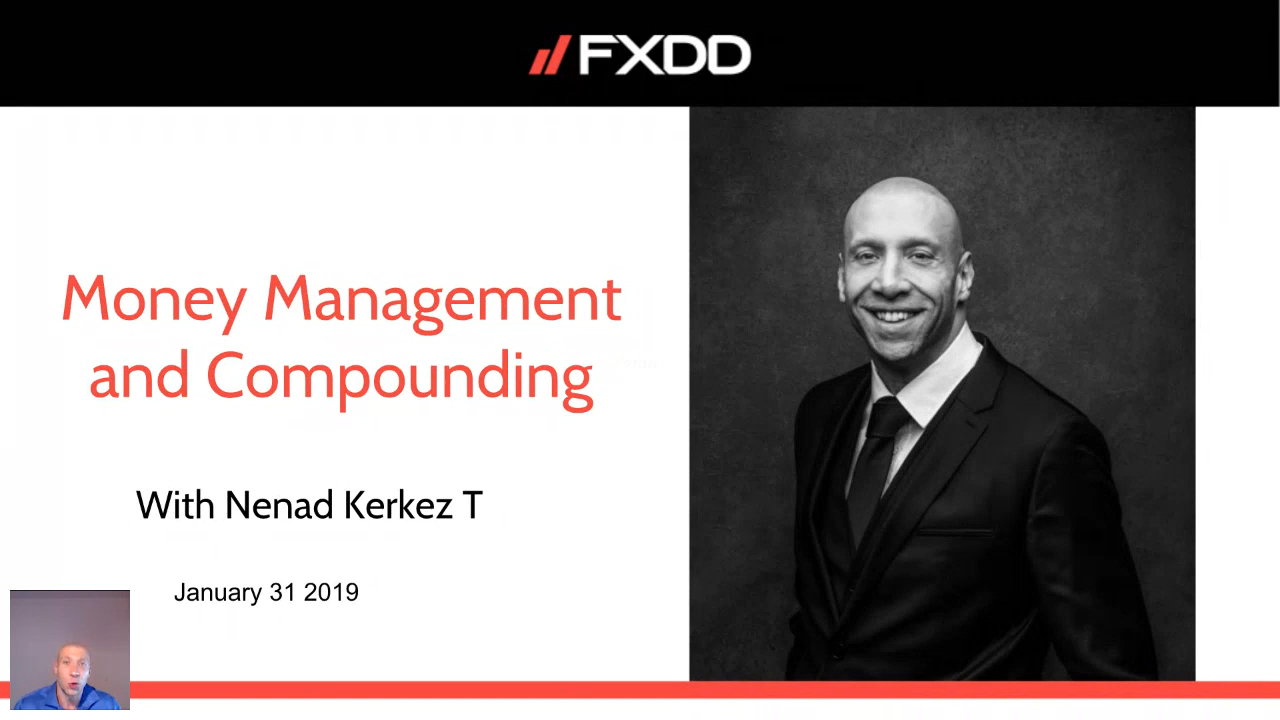 FXDD
Money Management
and Compounding
With Nenad Kerkez T
January 31 2019